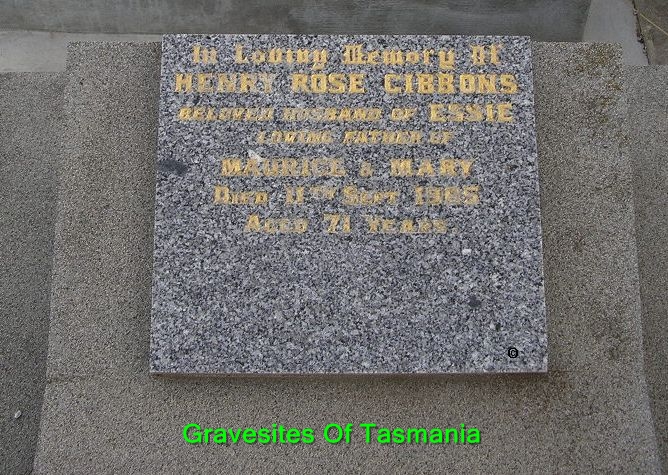 In Loving Memory Of
HENRY ROSE GIBBONS
BELOVED HUSBAND OF ESSIE
LOVING FATHER OF
MAURICE & MARY
DIED 11TH SEPT. 1985
AGED 71 YEARS.
©
Gravesites Of Tasmania